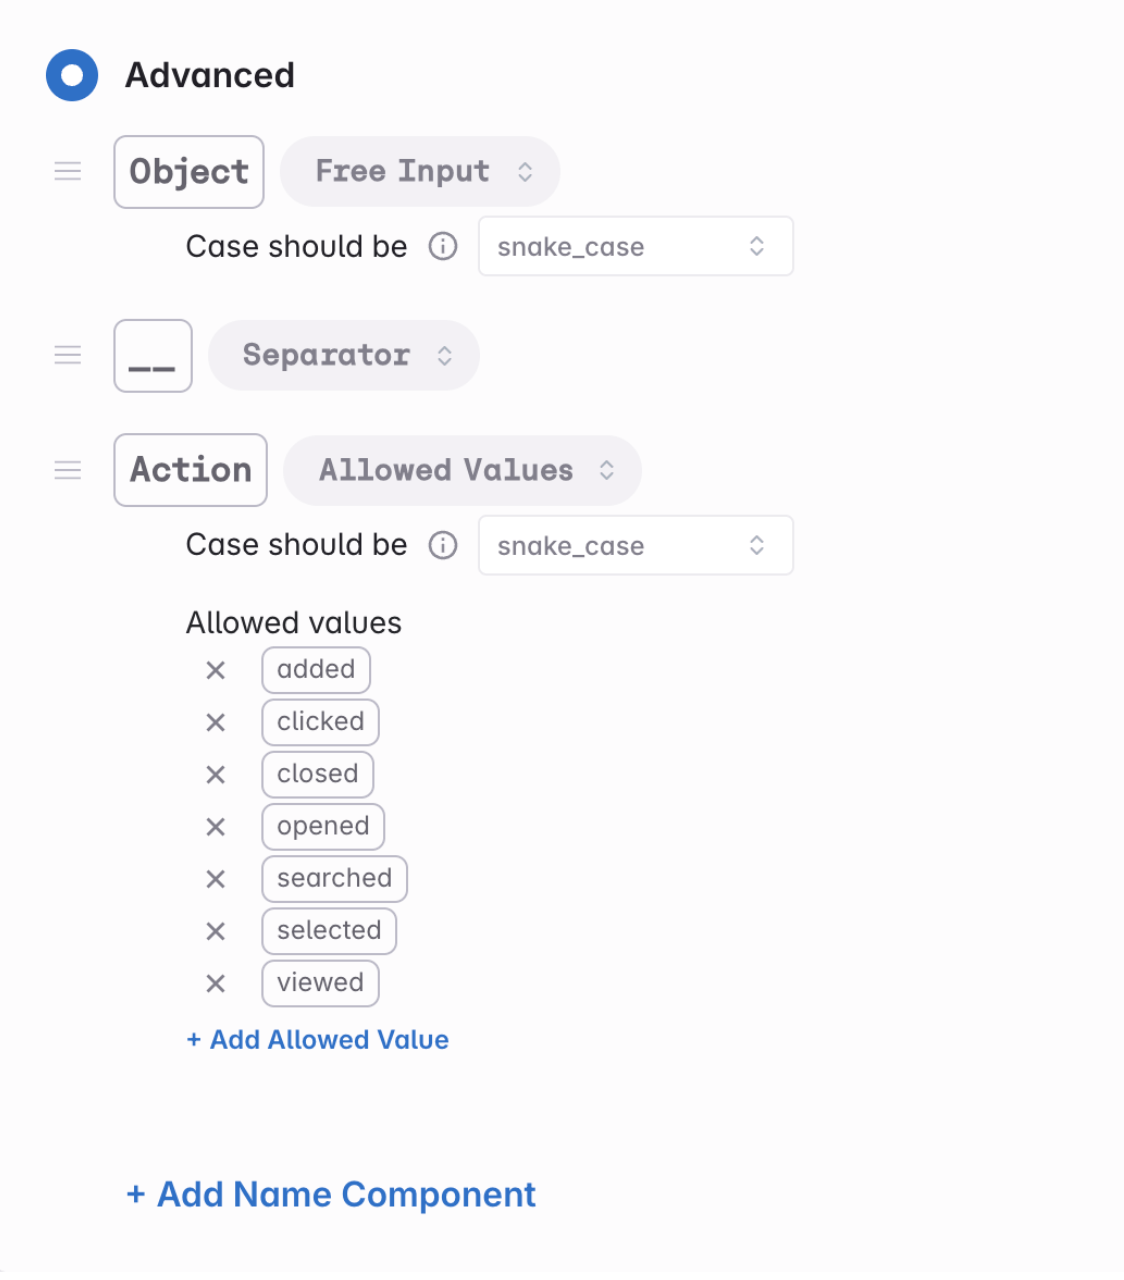 Advanced
Object Free Input
Case should be snake_case
__ Separator
Action Allowed Values
Case should be snake_case
Allowed values
added
clicked
closed
opened
searched
selected
viewed
+ Add Allowed Value
+ Add Name Component